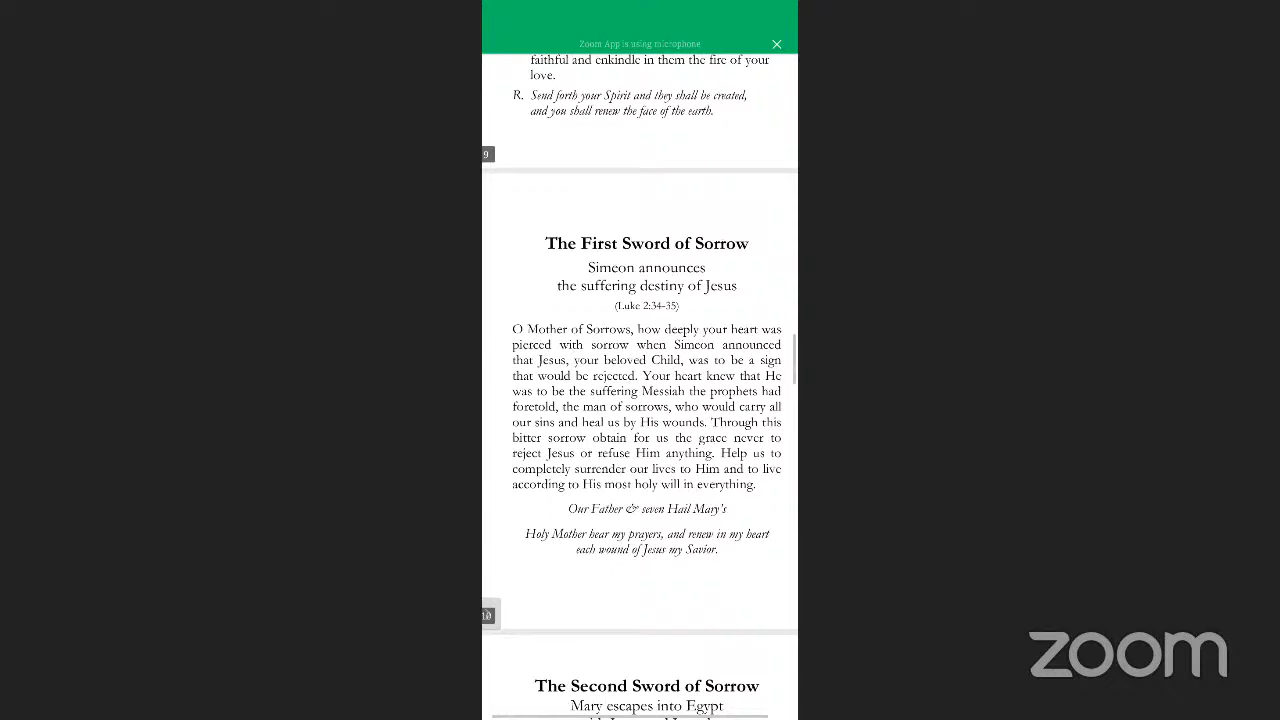 Zoom App is using microphone
faithful and enkindle in them the fire of your
love.
R. Send forth your Spirit and they shall be created,
and you shall renew the face of the earth.
9
The First Sword of Sorrow
Simeon announces
the suffering destiny of Jesus
(Luke 2:34-35)
O Mother of Sorrows, how deeply your heart was
pierced with sorrow when Simeon announced
that Jesus, your beloved Child, was to be a sign
that would be rejected. Your heart knew that He
was to be the suffering Messiah the prophets had
foretold, the man of sorrows, who would carry all
our sins and heal us by His wounds. Through this
bitter sorrow obtain for us the grace never to
reject Jesus or refuse Him anything. Help us to
completely surrender our lives to Him and to live
according to His most holy will in everything.
Our Father & seven Hail Mary's
Holy Mother hear my prayers, and renew in my heart
each wound of Jesus my Savior.
10
The Second Sword of Sorrow
Mary escapes into Egypt
zoom